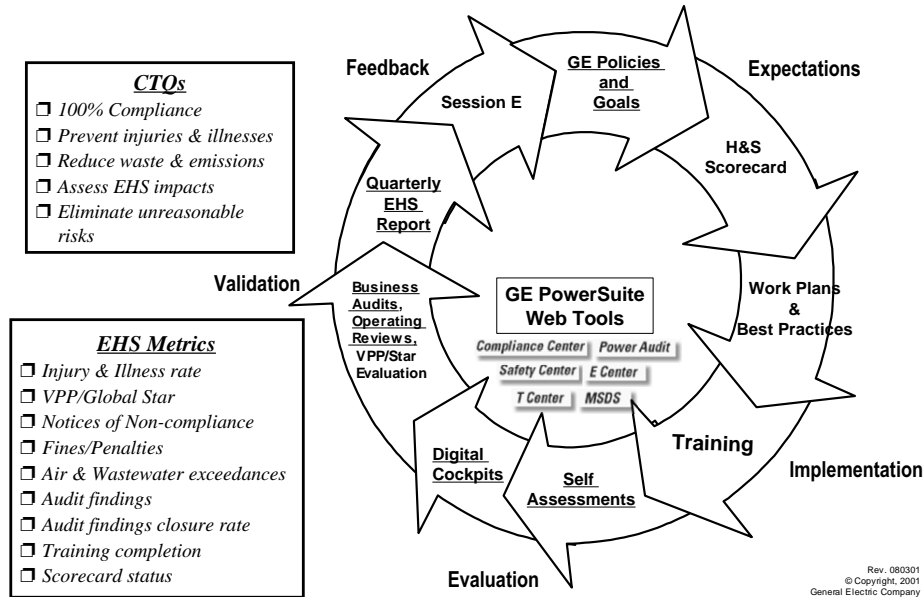 CTQs
❒ 100% Compliance
❒ Prevent injuries & illnesses
❒ Reduce waste & emissions
❒ Assess EHS impacts
❒ Eliminate unreasonable
risks
EHS Metrics
❒ Injury & Illness rate
❒ VPP/Global Star
❒ Notices of Non-compliance
❒ Fines/Penalties
❒ Air & Wastewater exceedances
❒ Audit findings
❒ Audit findings closure rate
❒ Training completion
❒ Scorecard status
Feedback
Expectations
Implementation
Evaluation
Validation
GE Policies
and
Goals
H&S
Scorecard
Work Plans
&
Best Practices
Training
Self
Assessments
Digital
Cockpits
Business
Audits,
Operating
Reviews,
VPP/Star
Evaluation
Quarterly
EHS
Report
Session E
GE PowerSuite
Web Tools
Compliance Center Power Audit
Safety Center E Center
T Center MSDS
Rev. 080301
© Copyright, 2001
General Electric Company